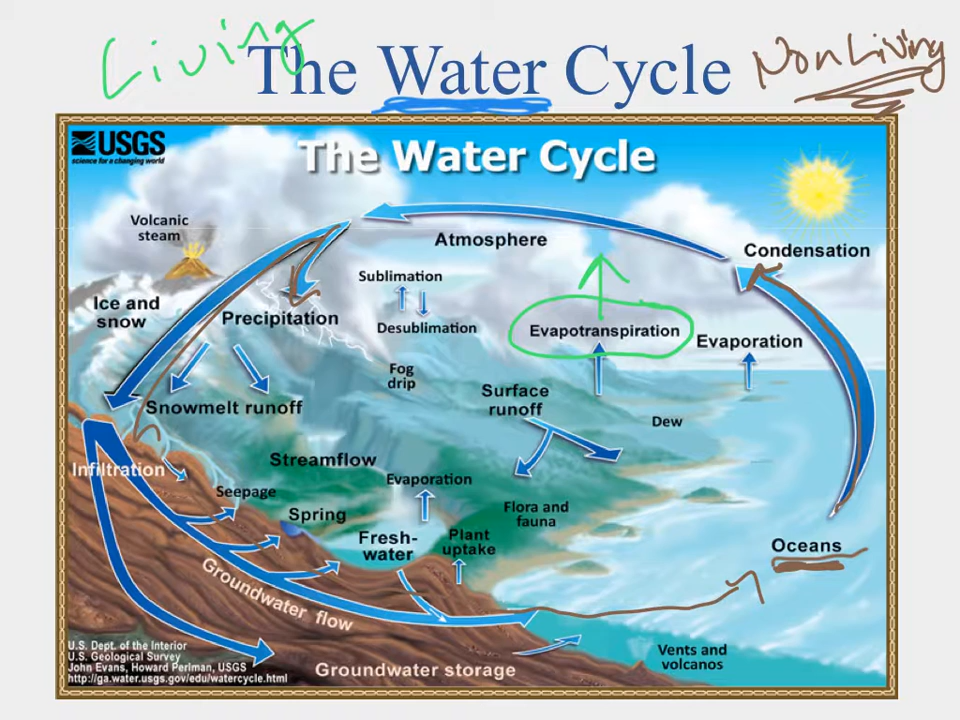 Living
The Water Cycle
Non Living
USGS
science for a changing world
The Water Cycle
Volcanic
steam
Atmosphere
Condensation
Sublimation
Ice and
snow
Precipitation
Desublimation
Evapotranspiration
Evaporation
Fog
drip
Surface
runoff
Snowmelt runoff
Dew
Streamflow
Infiltration
Evaporation
Seepage
Flora and
fauna
Spring
Fresh-
water
Plant
uptake
Oceans
Groundwater flow
Vents and
volcanos
Groundwater storage
U.S. Dept. of the Interior
U.S. Geological Survey
John Evans, Howard Perlman, USGS
http://ga.water.usgs.gov/edu/watercycle.html